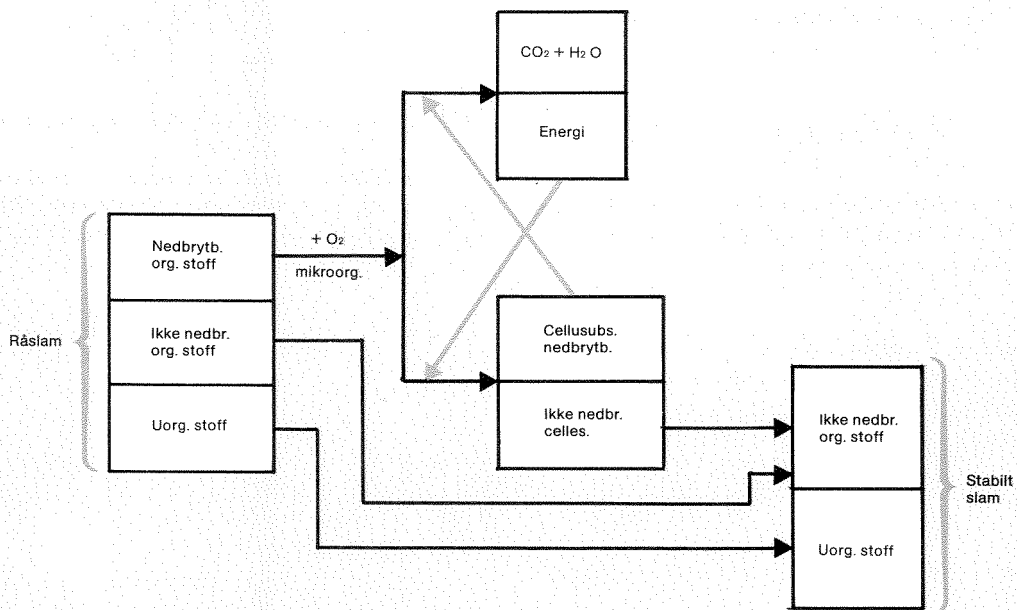 CO₂ + H₂ O
Energi
Råslam
Nedbrytb.
org. stoff
Ikke nedbr.
org. stoff
Uorg. stoff
+ O₂
mikroorg.
Cellusubs.
nedbrytb.
Ikke nedbr.
celles.
Ikke nedbr.
org. stoff
Uorg. stoff
Stabilt
slam